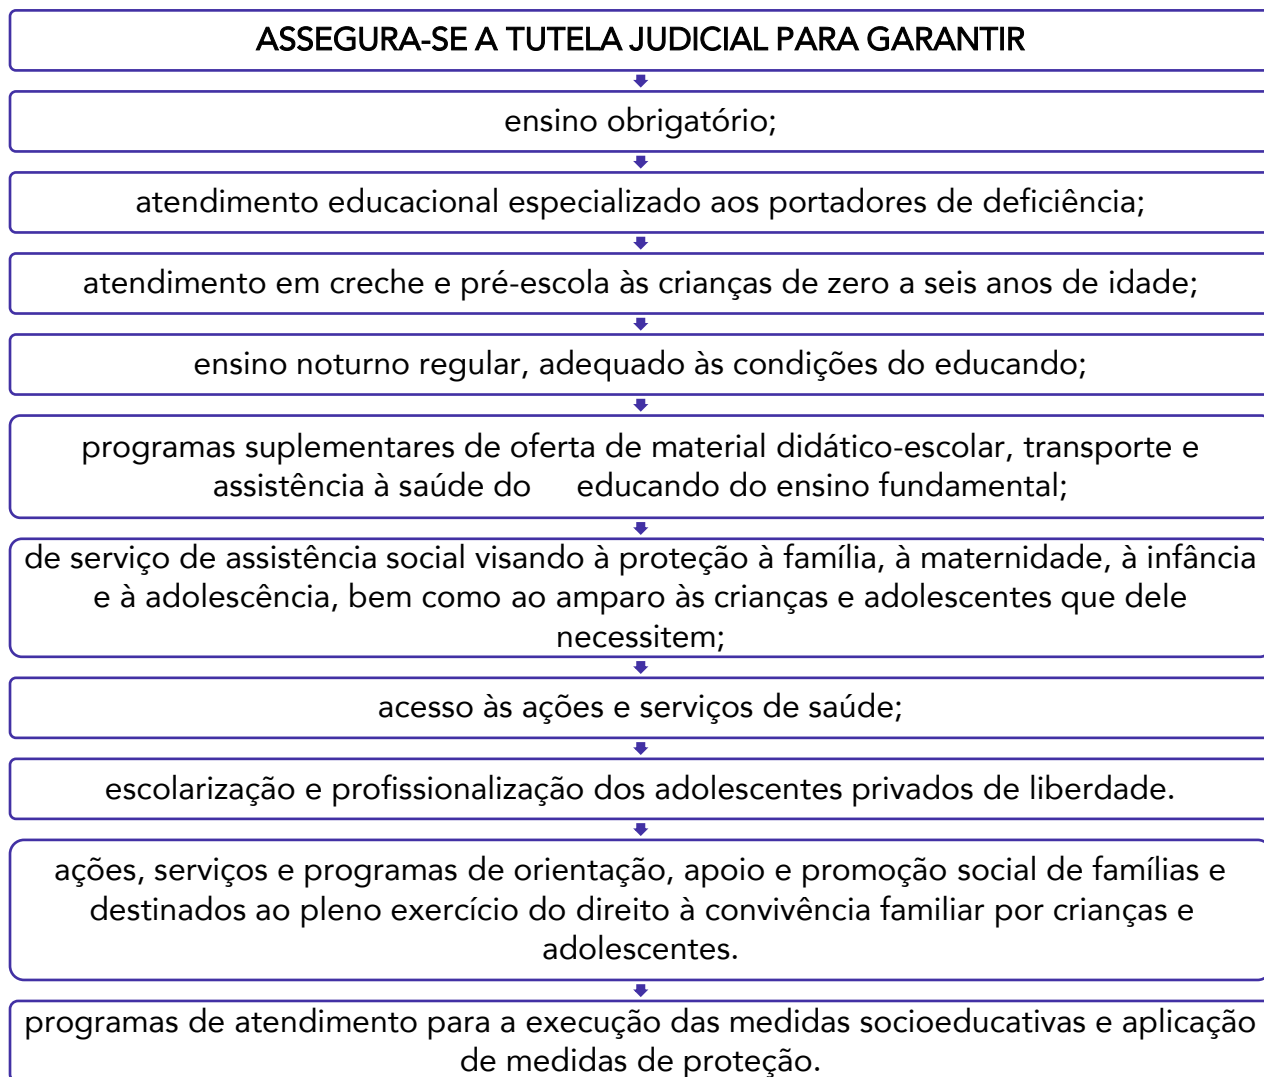 ASSEGURA-SE A TUTELA JUDICIAL PARA GARANTIR
ensino obrigatório;
atendimento educacional especializado aos portadores de deficiência;
atendimento em creche e pré-escola às crianças de zero a seis anos de idade;
ensino noturno regular, adequado às condições do educando;
programas suplementares de oferta de material didático-escolar, transporte e
assistência à saúde do educando do ensino fundamental;
de serviço de assistência social visando à proteção à família, à maternidade, à infância
e à adolescência, bem como ao amparo às crianças e adolescentes que dele
necessitem;
acesso às ações e serviços de saúde;
escolarização e profissionalização dos adolescentes privados de liberdade.
ações, serviços e programas de orientação, apoio e promoção social de famílias e
destinados ao pleno exercício do direito à convivência familiar por crianças e
adolescentes.
programas de atendimento para a execução das medidas socioeducativas e aplicação
de medidas de proteção.